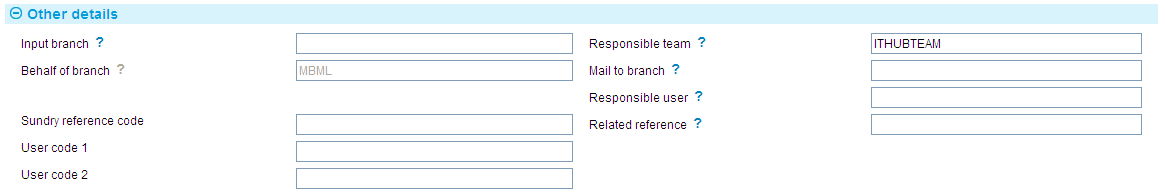 Other details
Input branch ? Responsible team ? ITHUBTEAM
Behalf of branch ? MBML Mail to branch ?
Responsible user ?
Sundry reference code Related reference ?
User code 1
User code 2